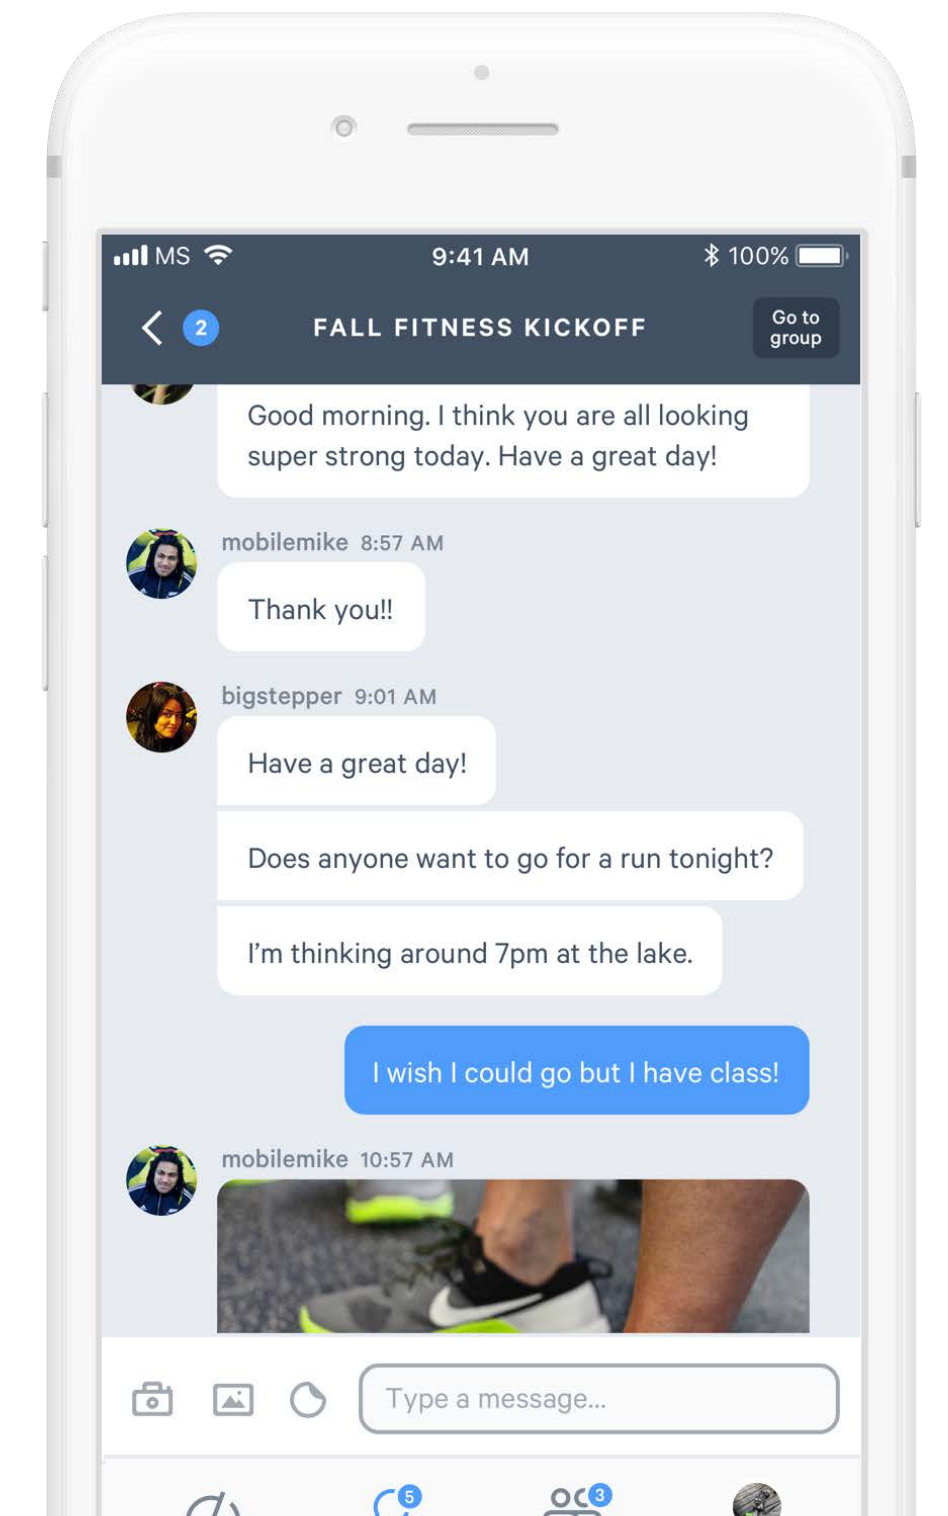 MS
9:41 AM
100%
2
FALL FITNESS KICKOFF
Go to
group
Good morning. I think you are all looking
super strong today. Have a great day!
mobilemike 8:57 AM
Thank you!!
bigstepper 9:01 AM
Have a great day!
Does anyone want to go for a run tonight?
I’m thinking around 7pm at the lake.
I wish I could go but I have class!
mobilemike 10:57 AM
Type a message...
5
3